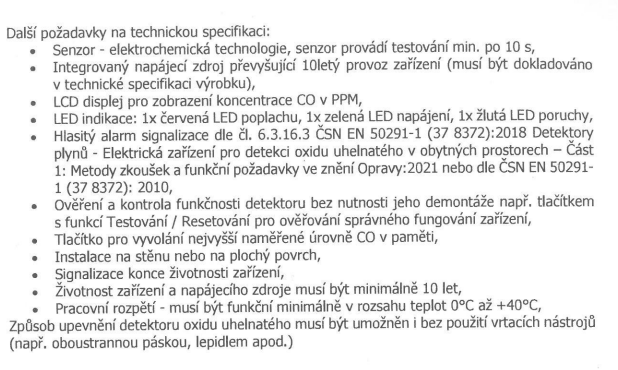 Další požadavky na technickou specifikaci:
• Senzor - elektrochemická technologie, senzor provádí testování min. po 10 s,
• Integrovaný napájecí zdroj převyšující 10letý provoz zařízení (musí být dokladováno
v technické specifikaci výrobku),
• LCD displej pro zobrazení koncentrace CO v PPM,
• LED indikace: 1x červená LED poplachu, 1x zelená LED napájení, 1x žlutá LED poruchy,
• Hlasitý alarm signalizace dle čl. 6.3.16.3 ČSN EN 50291-1 (37 8372):2018 Detektory
plynů - Elektrická zařízení pro detekci oxidu uhelnatého v obytných prostorech – Část
1: Metody zkoušek a funkční požadavky ve znění Opravy:2021 nebo dle ČSN EN 50291-
1 (37 8372): 2010,
• Ověření a kontrola funkčnosti detektoru bez nutnosti jeho demontáže např. tlačítkem
s funkcí Testování / Resetování pro ověřování správného fungování zařízení,
• Tlačítko pro vyvolání nejvyšší naměřené úrovně CO v paměti,
• Instalace na stěnu nebo na plochý povrch,
• Signalizace konce životnosti zařízení,
• Životnost zařízení a napájecího zdroje musí být minimálně 10 let,
• Pracovní rozpětí - musí být funkční minimálně v rozsahu teplot 0°C až +40°C,
Způsob upevnění detektoru oxidu uhelnatého musí být umožněn i bez použití vrtacích nástrojů
(např. oboustrannou páskou, lepidlem apod.)